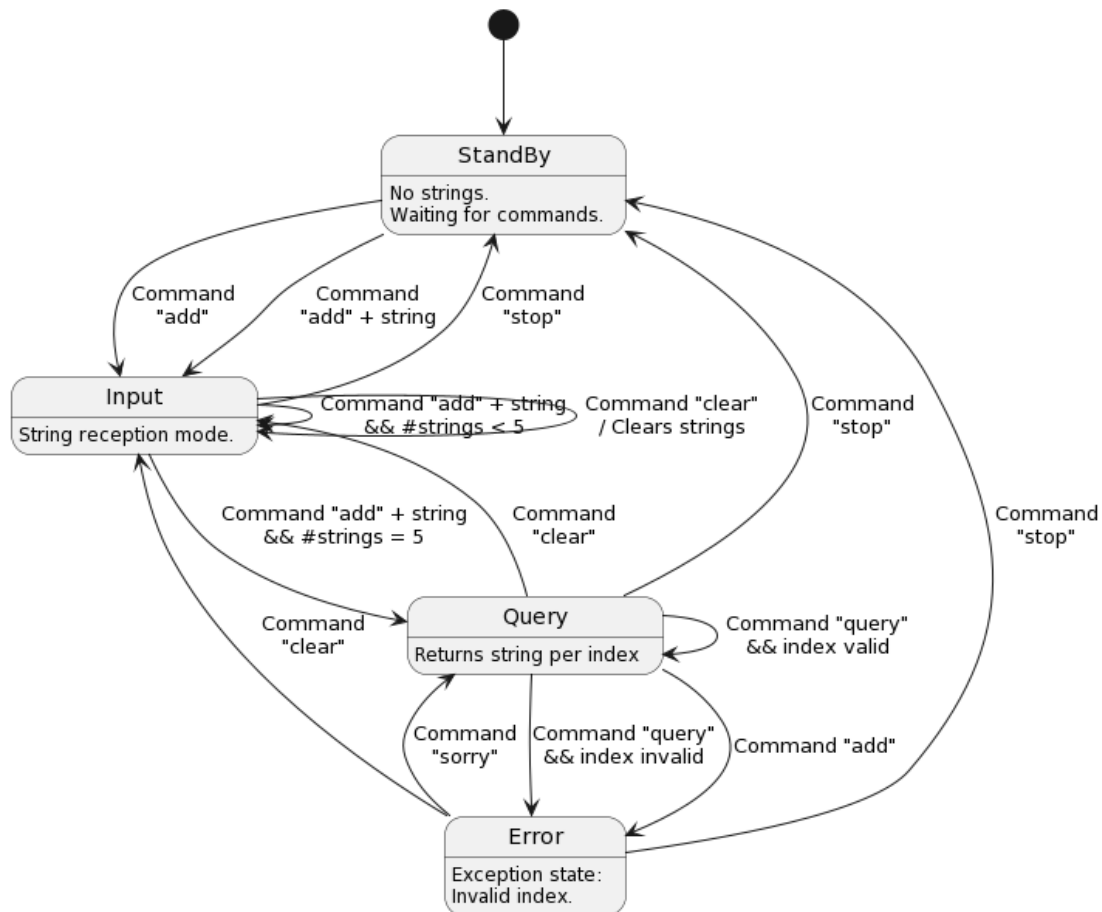 StandBy
No strings.
Waiting for commands.
Command
"add"
Command
"add" + string
Command
"stop"
Input
String reception mode.
Command "add" + string
&& #strings < 5
Command "clear"
/ Clears strings
Command
"stop"
Command "add" + string
&& #strings = 5
Command
"clear"
Command
"stop"
Query
Returns string per index
Command "query"
&& index valid
Command
"clear"
Command
"sorry"
Command "query"
&& index invalid
Command "add"
Error
Exception state:
Invalid index.